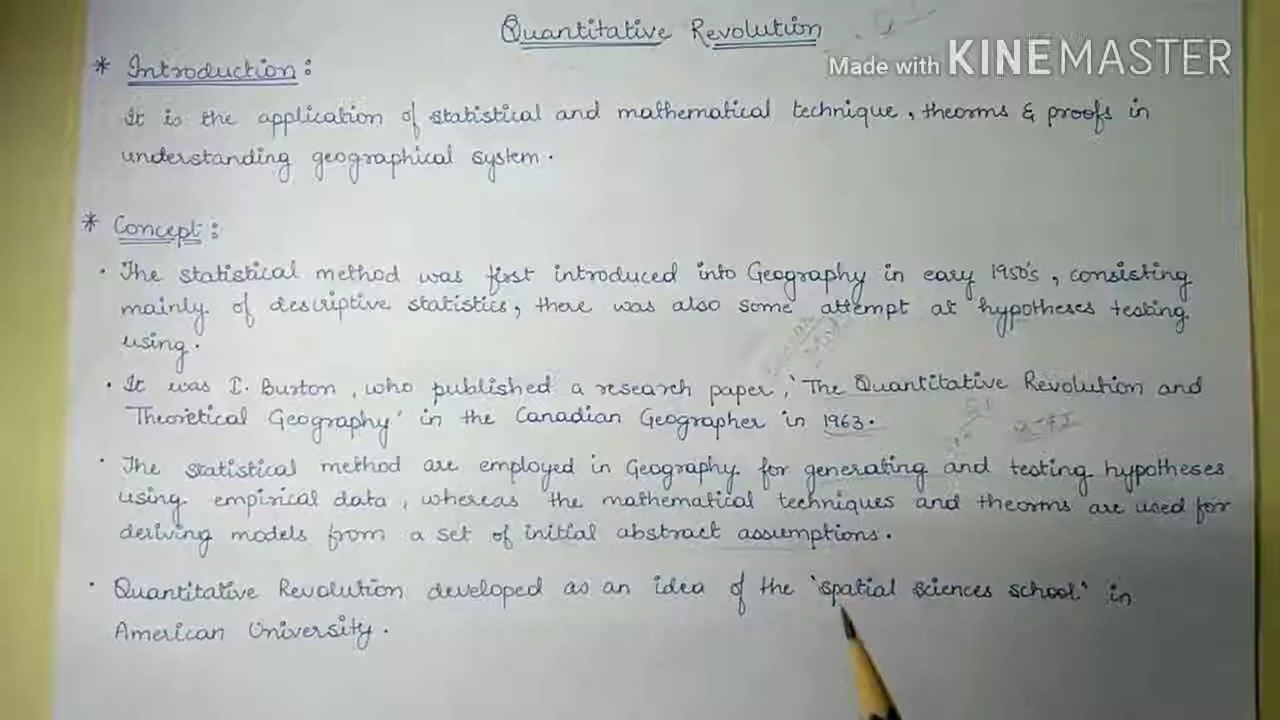 Quantitative Revolution
Made with KINEMASTER
* Introduction :
It is the application of statistical and mathematical technique, theorms & proofs in
understanding geographical system.
* Concept :
• The statistical method was first introduced into Geography in eary 1950's, consisting
mainly of descriptive statistics, there was also some attempt at hypotheses testing
using.
• It was I. Burton, who published a research paper, 'The Quantitative Revolution and
Theoretical Geography' in the Canadian Geographer in 1963.
• The statistical method are employed in Geography for generating and testing hypotheses
using empirical data, whereas the mathematical techniques and theorms are used for
deriving models from a set of initial abstract assumptions.
• Quantitative Revolution developed as an idea of the 'spatial sciences school' in
American University.